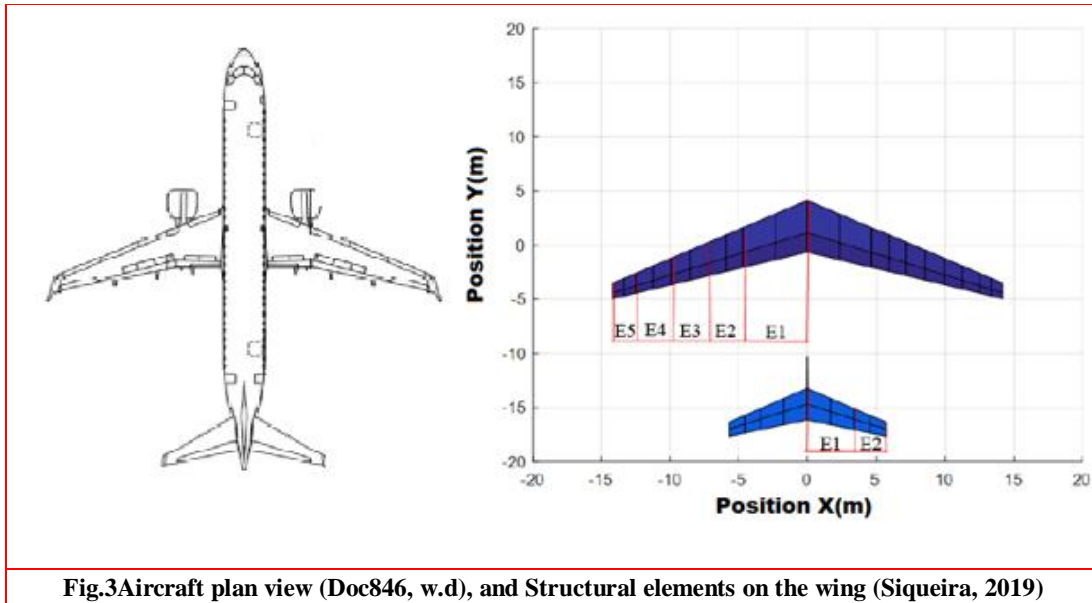 20
15
10
5
0
-5
-10
-15
-20
Position Y(m)
E5 E4 E3 E2 E1
E1 E2
-20 -15 -10 -5 0 5 10 15 20
Position X(m)
Fig.3Aircraft plan view (Doc846, w.d), and Structural elements on the wing (Siqueira, 2019)